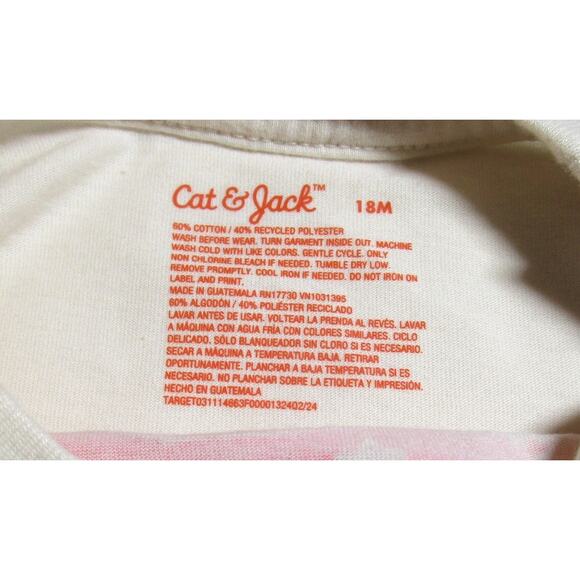 Cat & Jack™ 18M
60% COTTON / 40% RECYCLED POLYESTER
WASH BEFORE WEAR. TURN GARMENT INSIDE OUT. MACHINE
WASH COLD WITH LIKE COLORS. GENTLE CYCLE. ONLY
NON CHLORINE BLEACH IF NEEDED. TUMBLE DRY LOW.
REMOVE PROMPTLY. COOL IRON IF NEEDED. DO NOT IRON ON
LABEL AND PRINT.
MADE IN GUATEMALA RN17730 VN1031395
60% ALGODÓN / 40% POLIÉSTER RECICLADO
LAVAR ANTES DE USAR. VOLTEAR LA PRENDA AL REVÉS. LAVAR
A MÁQUINA CON AGUA FRÍA CON COLORES SIMILARES. CICLO
DELICADO. SÓLO BLANQUEADOR SIN CLORO SI ES NECESARIO.
SECAR A MÁQUINA A TEMPERATURA BAJA. RETIRAR
OPORTUNAMENTE. PLANCHAR A BAJA TEMPERATURA SI ES
NECESARIO. NO PLANCHAR SOBRE LA ETIQUETA Y IMPRESIÓN.
HECHO EN GUATEMALA
TARGET031114663F0000132402/24